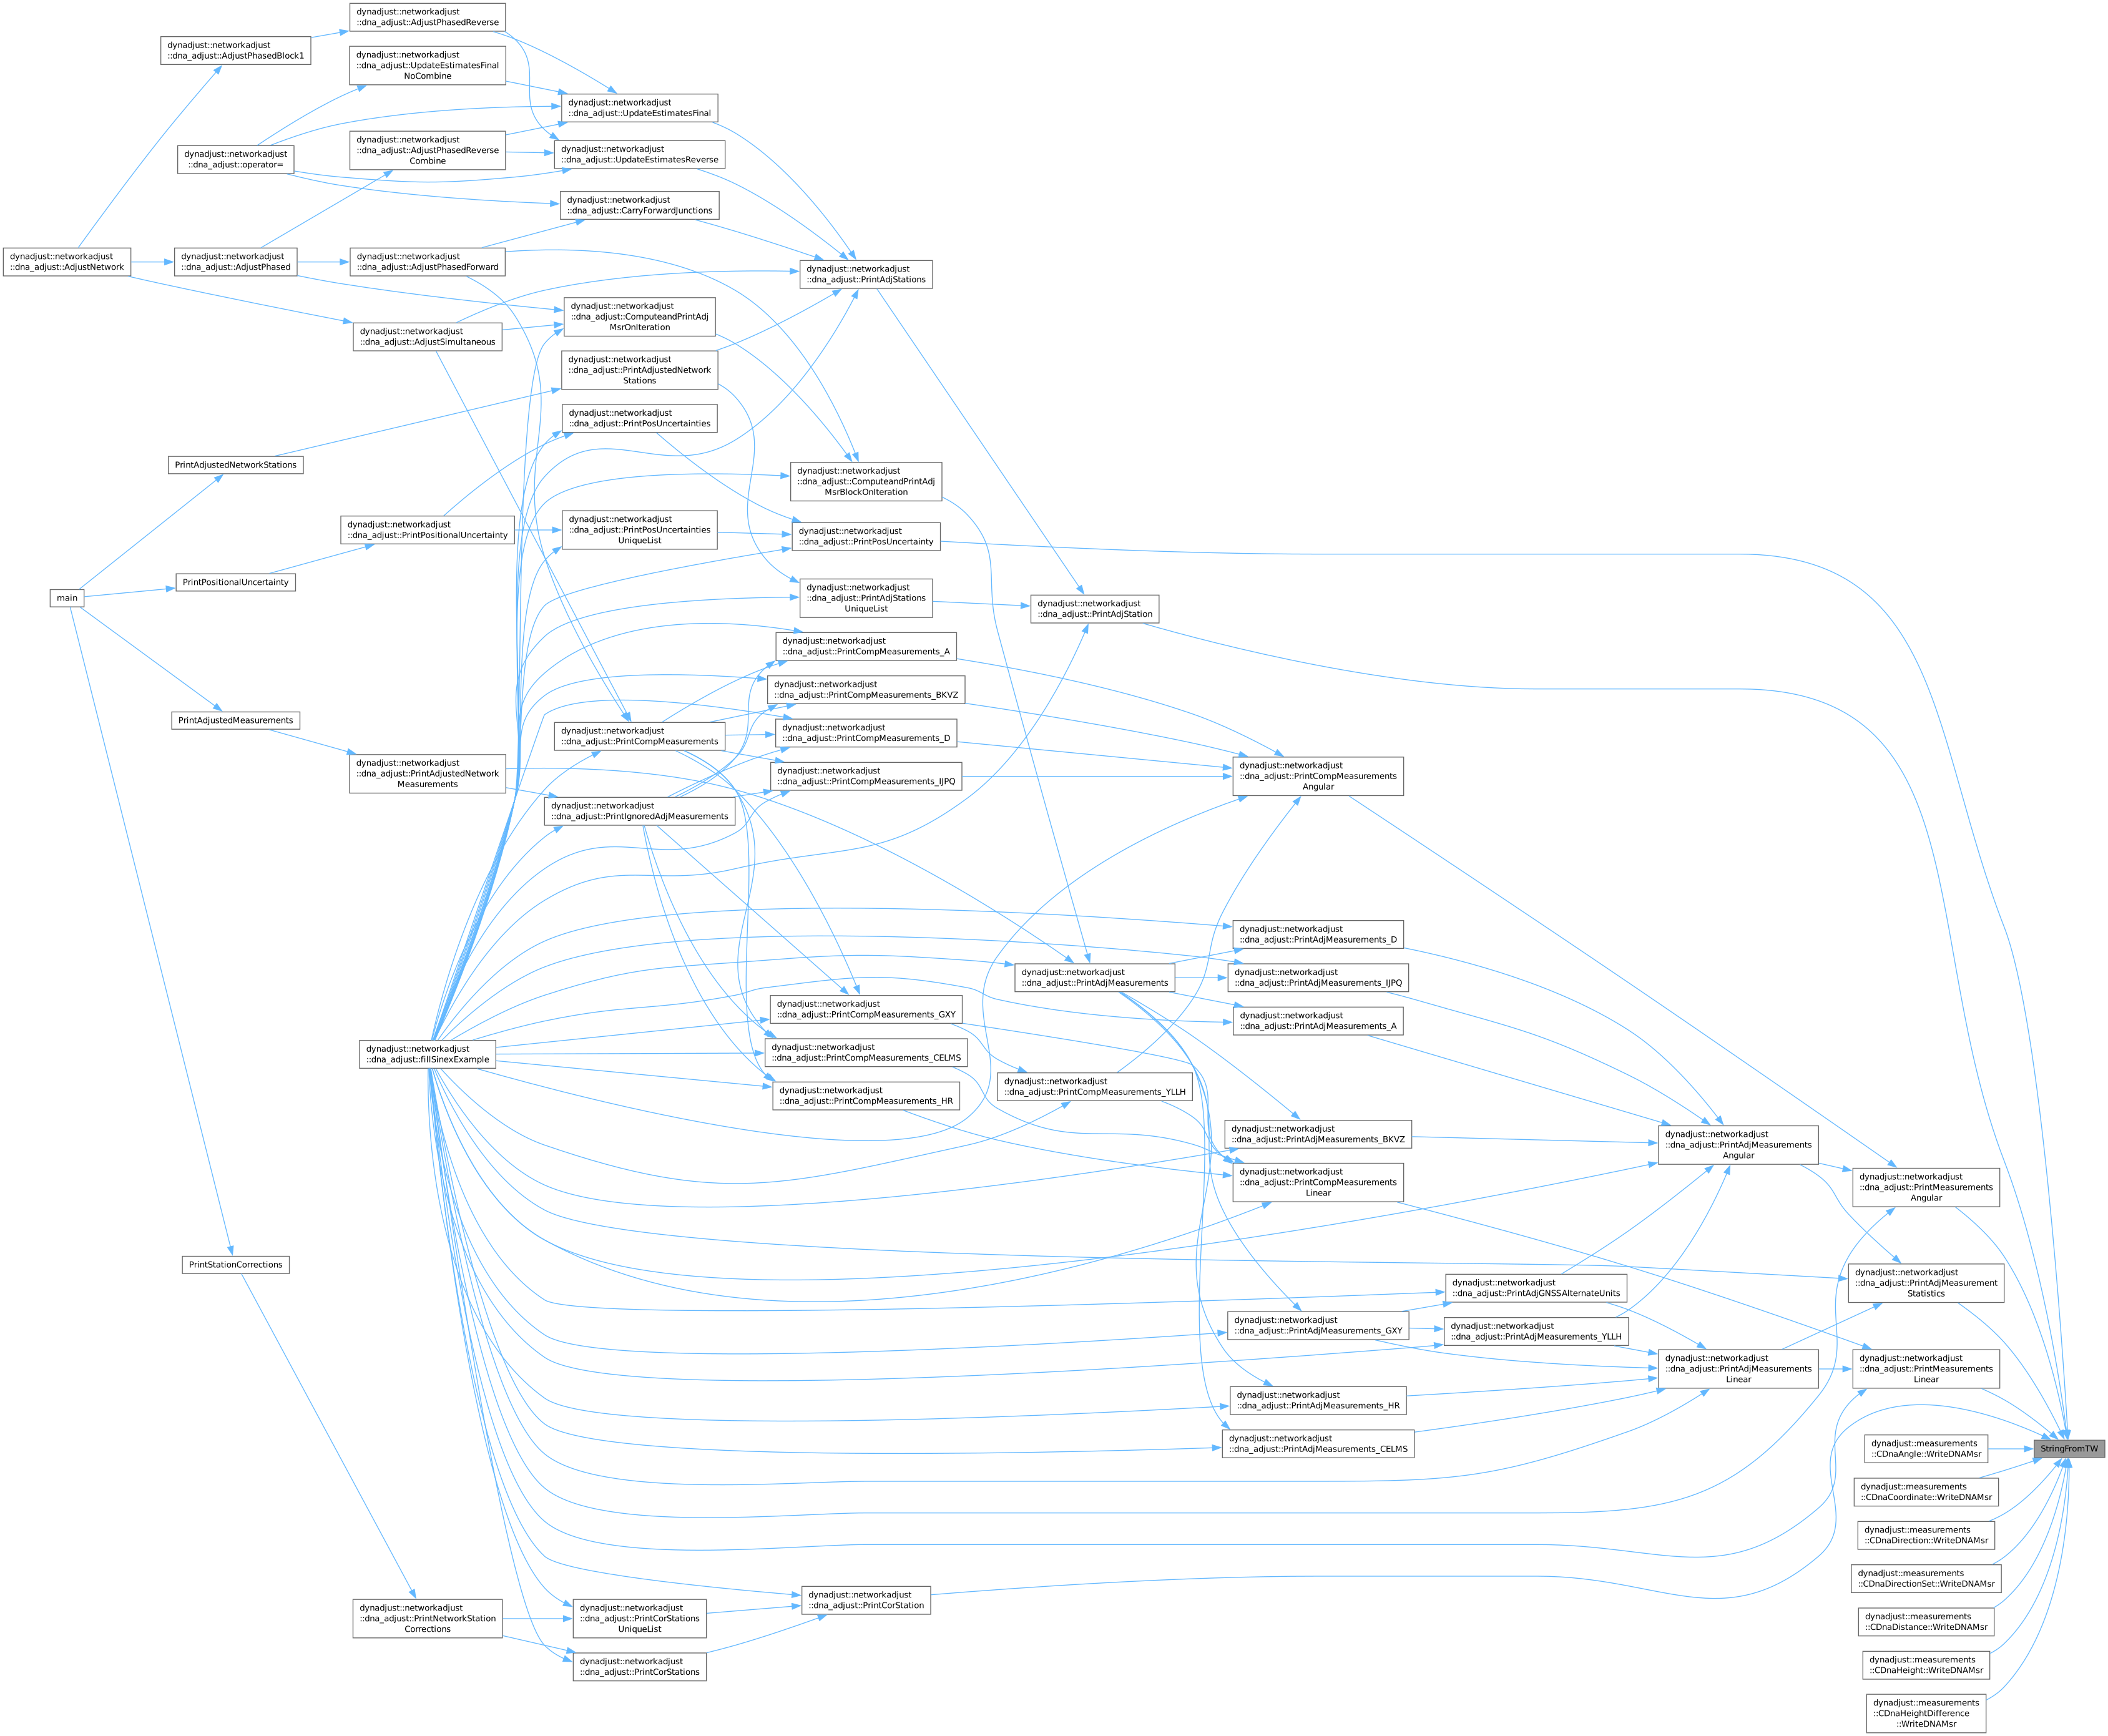 dynadjust::networkadjust
::dna_adjust::AdjustPhasedReverse
dynadjust::networkadjust
::dna_adjust::AdjustPhasedBlock1
dynadjust::networkadjust
::dna_adjust::UpdateEstimatesFinal
NoCombine
dynadjust::networkadjust
::dna_adjust::UpdateEstimatesFinal
dynadjust::networkadjust
::dna_adjust::AdjustPhasedReverse
Combine
dynadjust::networkadjust
::dna_adjust::operator=
dynadjust::networkadjust
::dna_adjust::UpdateEstimatesReverse
dynadjust::networkadjust
::dna_adjust::CarryForwardJunctions
dynadjust::networkadjust
::dna_adjust::AdjustNetwork
dynadjust::networkadjust
::dna_adjust::AdjustPhased
dynadjust::networkadjust
::dna_adjust::AdjustPhasedForward
dynadjust::networkadjust
::dna_adjust::PrintAdjStations
dynadjust::networkadjust
::dna_adjust::ComputeandPrintAdj
MsrOnIteration
dynadjust::networkadjust
::dna_adjust::AdjustSimultaneous
dynadjust::networkadjust
::dna_adjust::PrintAdjustedNetwork
Stations
dynadjust::networkadjust
::dna_adjust::PrintPosUncertainties
PrintAdjustedNetworkStations
dynadjust::networkadjust
::dna_adjust::ComputeandPrintAdj
MsrBlockOnIteration
dynadjust::networkadjust
::dna_adjust::PrintPositionalUncertainty
dynadjust::networkadjust
::dna_adjust::PrintPosUncertainties
UniqueList
dynadjust::networkadjust
::dna_adjust::PrintPosUncertainty
PrintPositionalUncertainty
main
dynadjust::networkadjust
::dna_adjust::PrintAdjStations
UniqueList
dynadjust::networkadjust
::dna_adjust::PrintAdjStation
dynadjust::networkadjust
::dna_adjust::PrintCompMeasurements_A
dynadjust::networkadjust
::dna_adjust::PrintCompMeasurements_BKVZ
PrintAdjustedMeasurements
dynadjust::networkadjust
::dna_adjust::PrintCompMeasurements
dynadjust::networkadjust
::dna_adjust::PrintCompMeasurements_D
dynadjust::networkadjust
::dna_adjust::PrintAdjustedNetwork
Measurements
dynadjust::networkadjust
::dna_adjust::PrintCompMeasurements_IJPQ
dynadjust::networkadjust
::dna_adjust::PrintCompMeasurements
Angular
dynadjust::networkadjust
::dna_adjust::PrintIgnoredAdjMeasurements
dynadjust::networkadjust
::dna_adjust::PrintAdjMeasurements_D
dynadjust::networkadjust
::dna_adjust::PrintAdjMeasurements
dynadjust::networkadjust
::dna_adjust::PrintAdjMeasurements_IJPQ
dynadjust::networkadjust
::dna_adjust::PrintCompMeasurements_GXY
dynadjust::networkadjust
::dna_adjust::PrintAdjMeasurements_A
dynadjust::networkadjust
::dna_adjust::fillSinexExample
dynadjust::networkadjust
::dna_adjust::PrintCompMeasurements_CELMS
dynadjust::networkadjust
::dna_adjust::PrintCompMeasurements_HR
dynadjust::networkadjust
::dna_adjust::PrintCompMeasurements_YLLH
dynadjust::networkadjust
::dna_adjust::PrintAdjMeasurements_BKVZ
dynadjust::networkadjust
::dna_adjust::PrintAdjMeasurements
Angular
dynadjust::networkadjust
::dna_adjust::PrintCompMeasurements
Linear
dynadjust::networkadjust
::dna_adjust::PrintMeasurements
Angular
PrintStationCorrections
dynadjust::networkadjust
::dna_adjust::PrintAdjMeasurement
Statistics
dynadjust::networkadjust
::dna_adjust::PrintAdjGNSSAlternateUnits
dynadjust::networkadjust
::dna_adjust::PrintAdjMeasurements_GXY
dynadjust::networkadjust
::dna_adjust::PrintAdjMeasurements_YLLH
dynadjust::networkadjust
::dna_adjust::PrintAdjMeasurements
Linear
dynadjust::networkadjust
::dna_adjust::PrintMeasurements
Linear
dynadjust::networkadjust
::dna_adjust::PrintAdjMeasurements_HR
dynadjust::networkadjust
::dna_adjust::PrintAdjMeasurements_CELMS
dynadjust::measurements
::CDnaAngle::WriteDNAMsr
StringFromTW
dynadjust::measurements
::CDnaCoordinate::WriteDNAMsr
dynadjust::measurements
::CDnaDirection::WriteDNAMsr
dynadjust::measurements
::CDnaDirectionSet::WriteDNAMsr
dynadjust::networkadjust
::dna_adjust::PrintCorStation
dynadjust::networkadjust
::dna_adjust::PrintNetworkStation
Corrections
dynadjust::networkadjust
::dna_adjust::PrintCorStations
UniqueList
dynadjust::measurements
::CDnaDistance::WriteDNAMsr
dynadjust::networkadjust
::dna_adjust::PrintCorStations
dynadjust::measurements
::CDnaHeight::WriteDNAMsr
dynadjust::measurements
::CDnaHeightDifference
::WriteDNAMsr